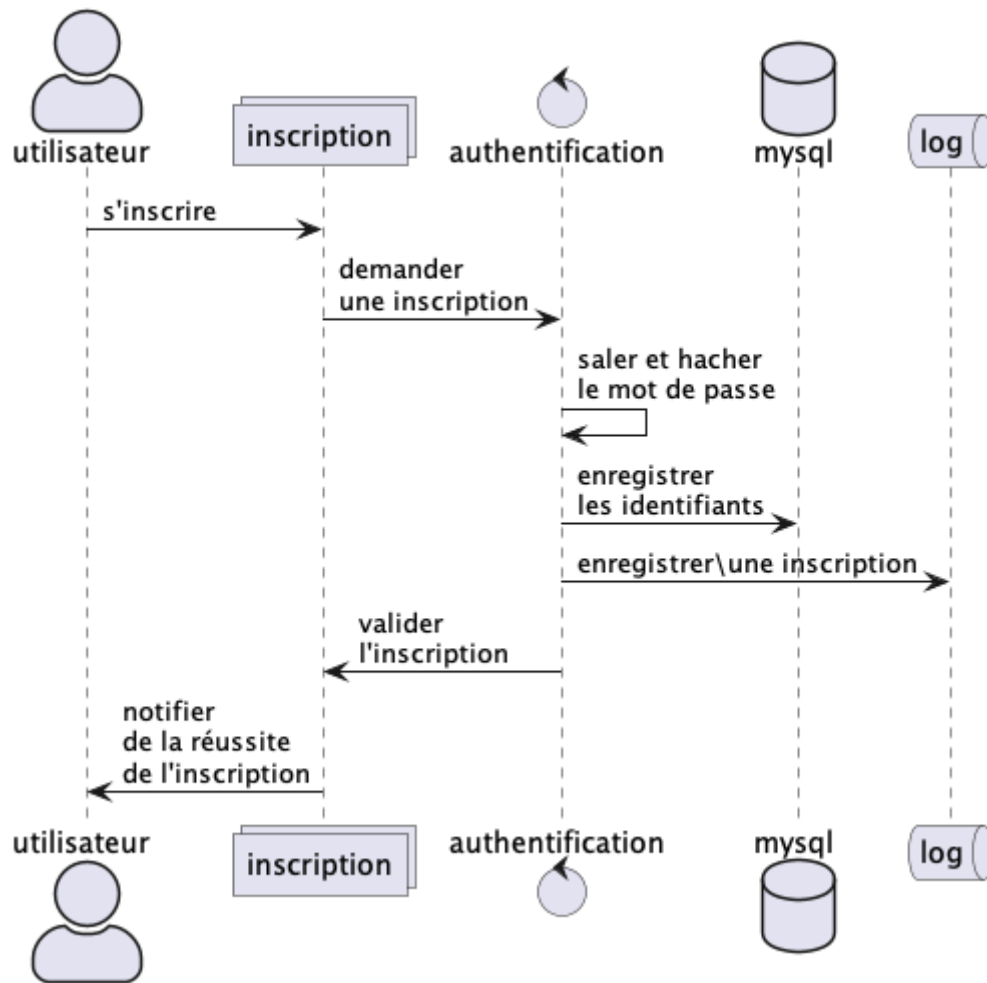 utilisateur
inscription
authentification
mysql
log
s'inscrire
demander
une inscription
saler et hacher
le mot de passe
enregistrer
les identifiants
enregistrer\une inscription
valider
l'inscription
notifier
de la réussite
de l'inscription
utilisateur
inscription
authentification
mysql
log